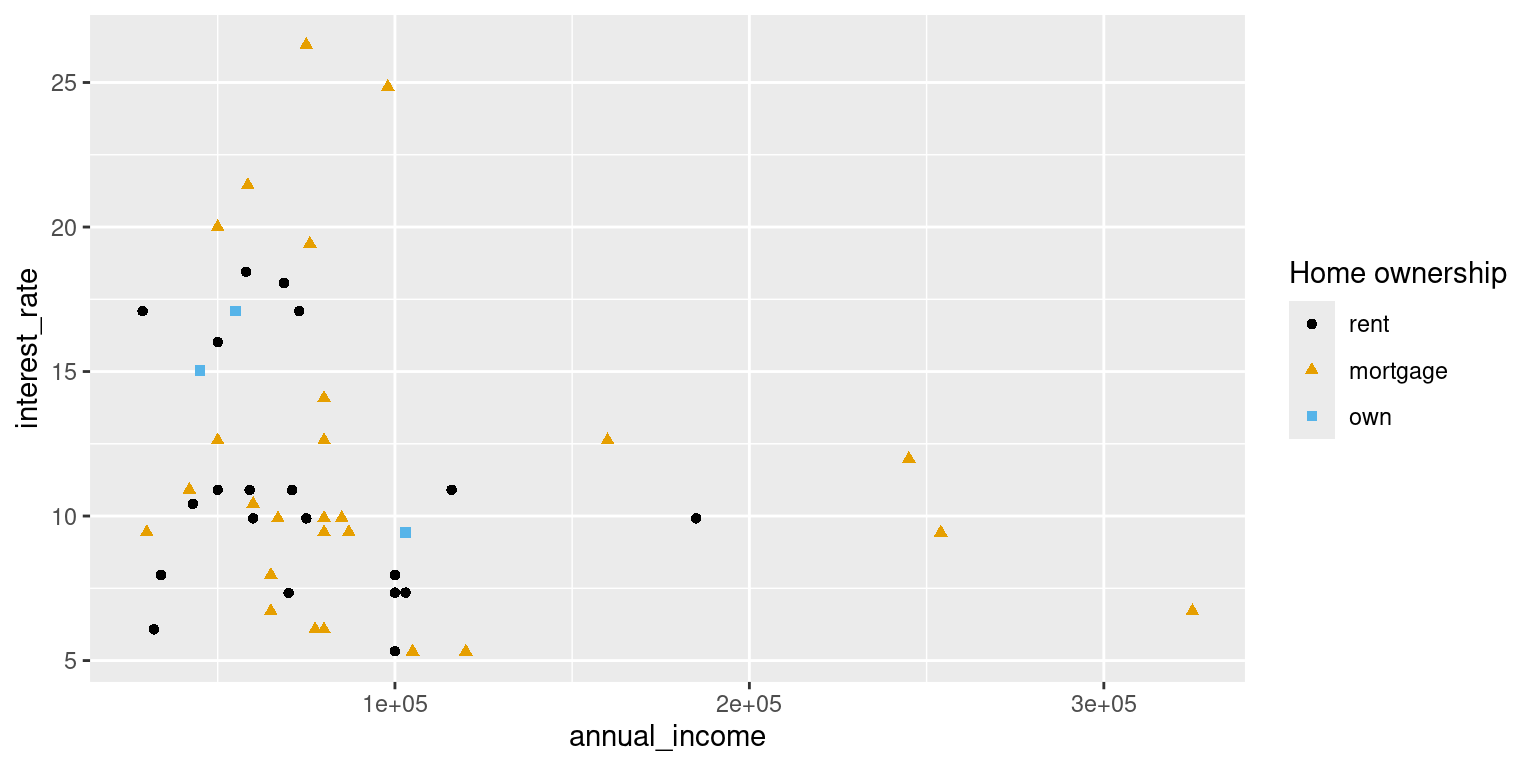 25
20
15
10
5
interest_rate
1e+05
2e+05
3e+05
annual_income
Home ownership
rent
mortgage
own